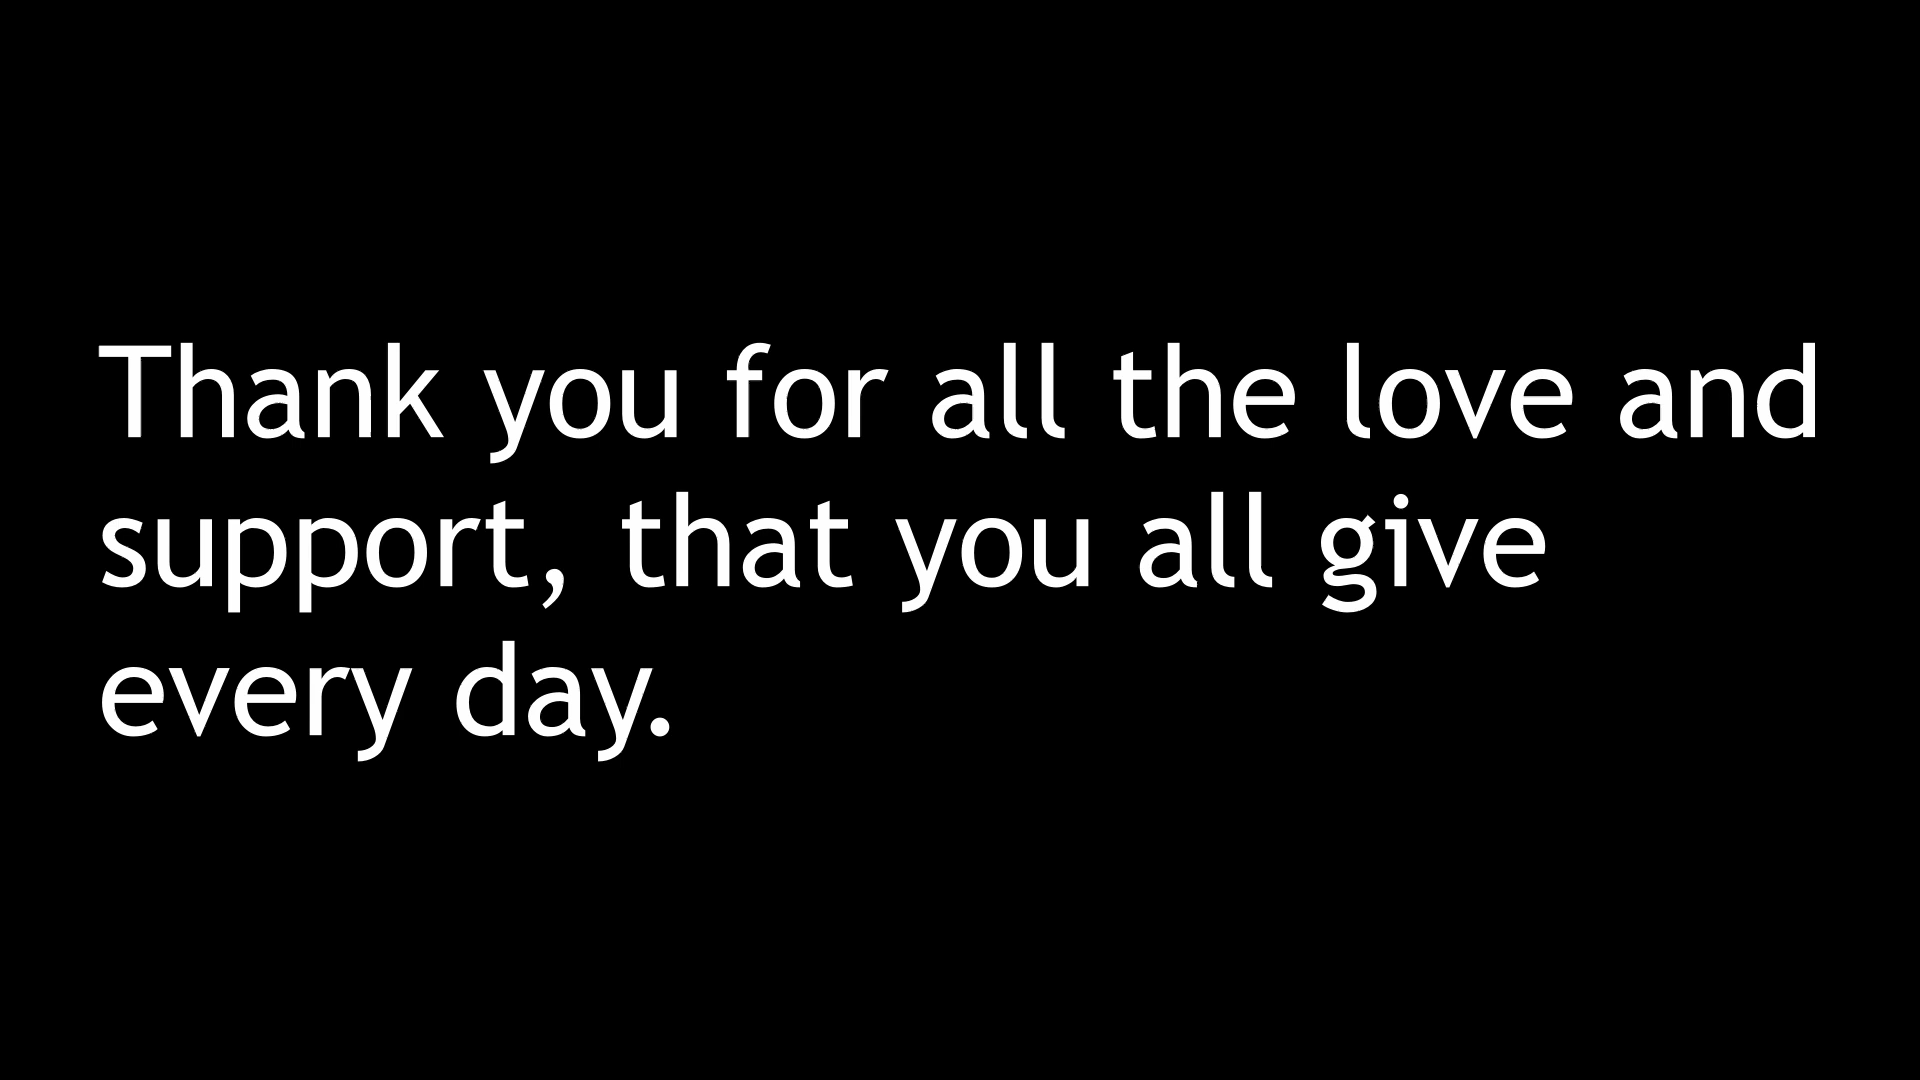 Thank you for all the love and
support, that you all give
every day.